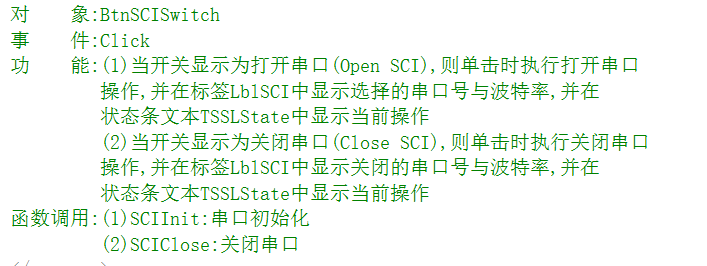 对    象:BtnSCISwitch
事    件:Click
功    能:(1)当开关显示为打开串口(Open SCI),则单击时执行打开串口
操作,并在标签LblSCI中显示选择的串口号与波特率,并在
状态条文本TSSLState中显示当前操作
(2)当开关显示为关闭串口(Close SCI),则单击时执行关闭串口
操作,并在标签LblSCI中显示关闭的串口号与波特率,并在
状态条文本TSSLState中显示当前操作
函数调用:(1)SCIInit:串口初始化
(2)SCIClose:关闭串口